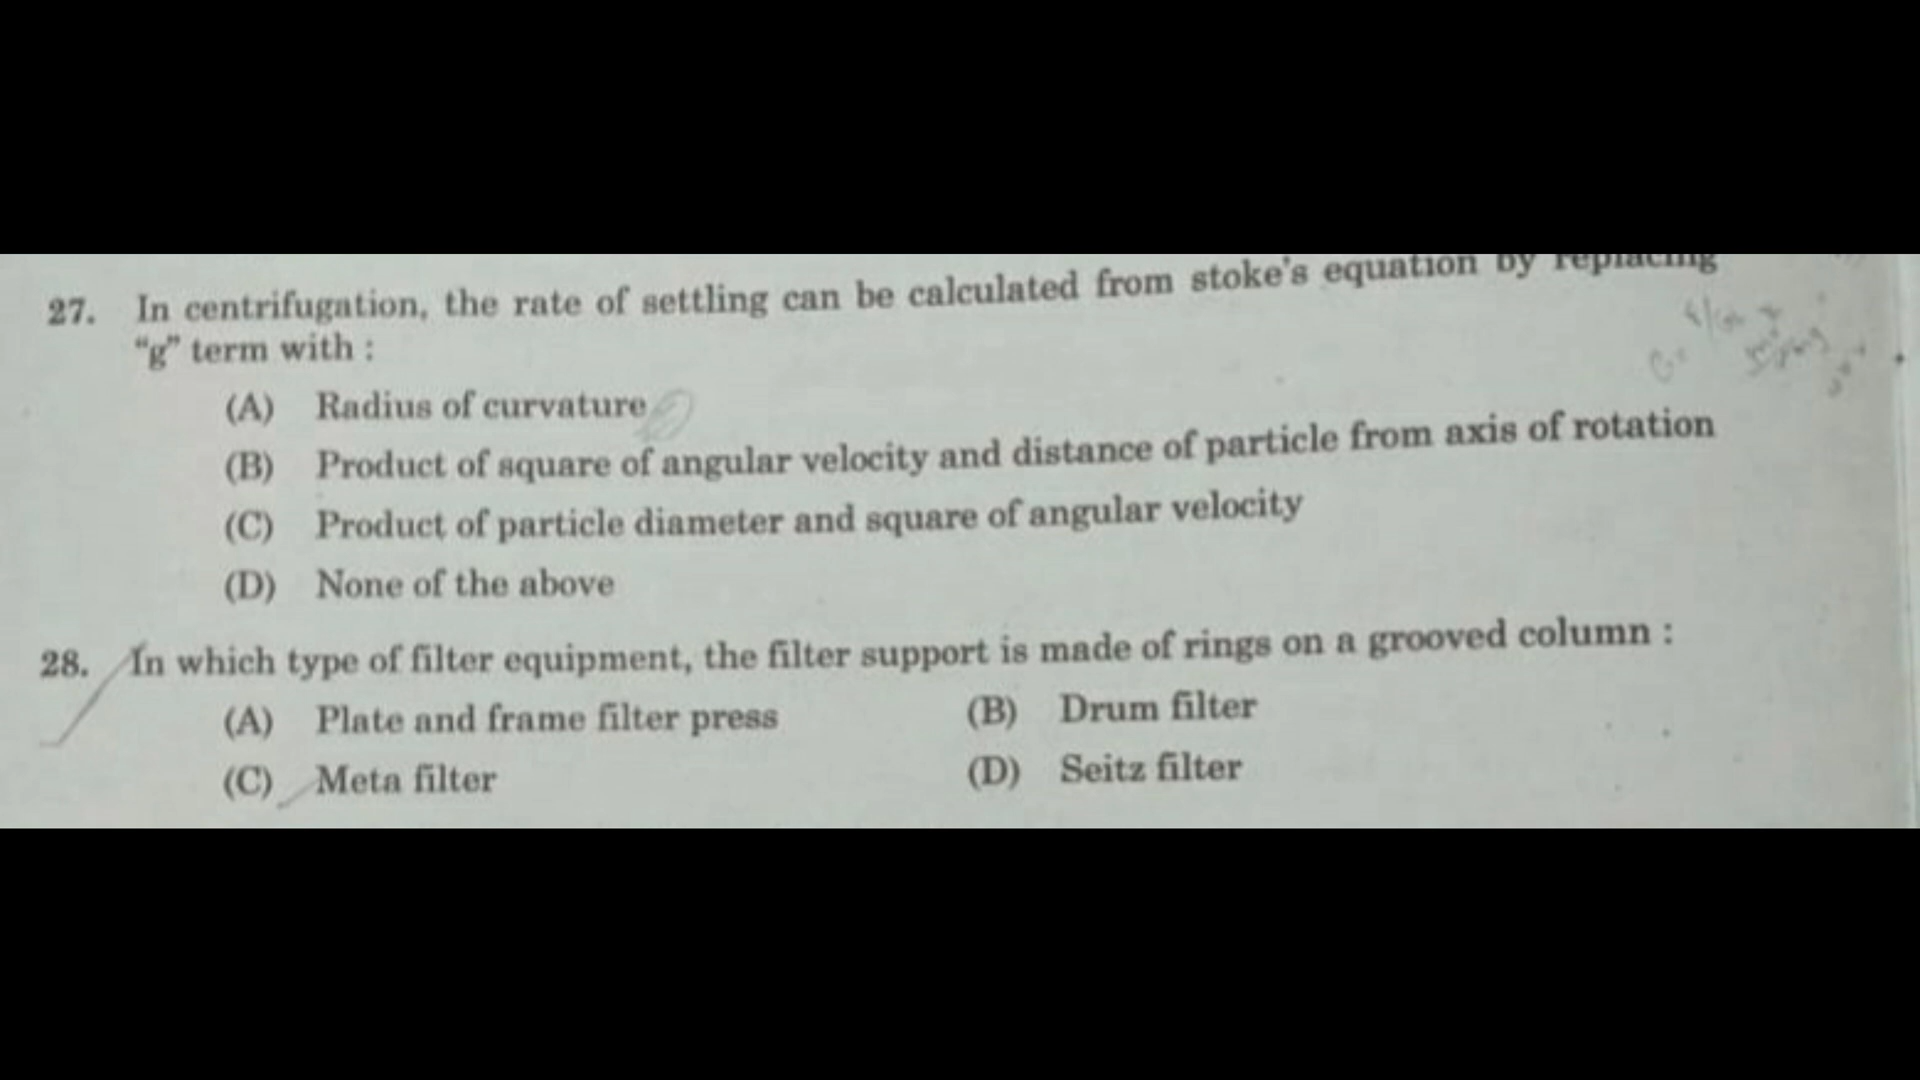 27. In centrifugation, the rate of settling can be calculated from stoke's equation by replacing
“g” term with :
(A) Radius of curvature
(B) Product of square of angular velocity and distance of particle from axis of rotation
(C) Product of particle diameter and square of angular velocity
(D) None of the above
28. In which type of filter equipment, the filter support is made of rings on a grooved column :
(A) Plate and frame filter press (B) Drum filter
(C) Meta filter (D) Seitz filter